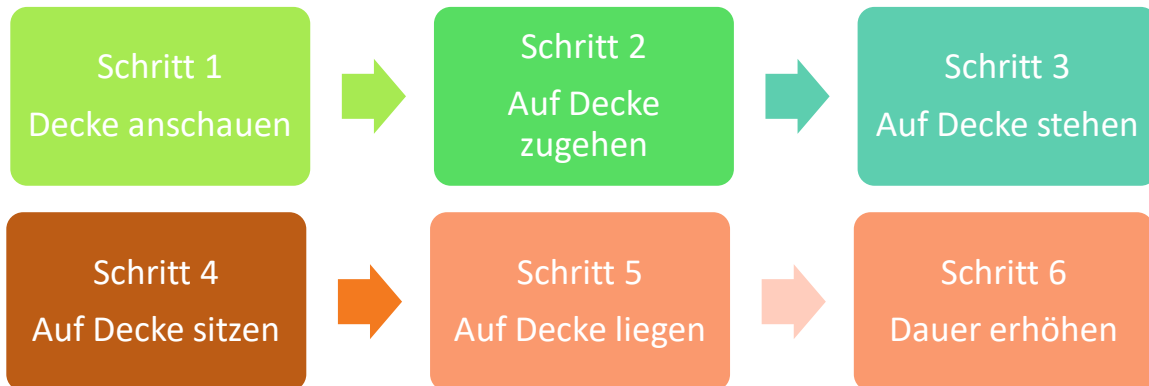 Schritt 1
Decke anschauen
Schritt 2
Auf Decke
zugehen
Schritt 3
Auf Decke stehen
Schritt 4
Auf Decke sitzen
Schritt 5
Auf Decke liegen
Schritt 6
Dauer erhöhen